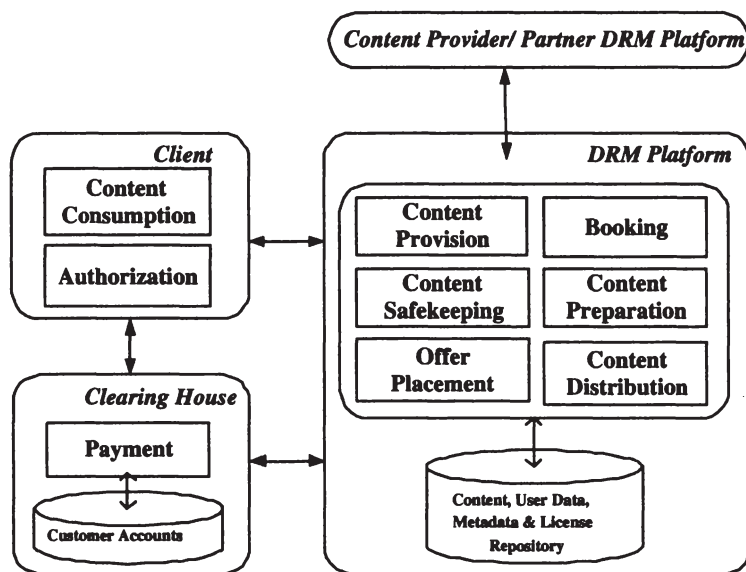 Content Provider/ Partner DRM Platform
Client
Content
Consumption
Authorization
Clearing House
Payment
Customer Accounts
DRM Platform
Content
Provision
Booking
Content
Safekeeping
Content
Preparation
Offer
Placement
Content
Distribution
Content, User Data,
Metadata & License
Repository